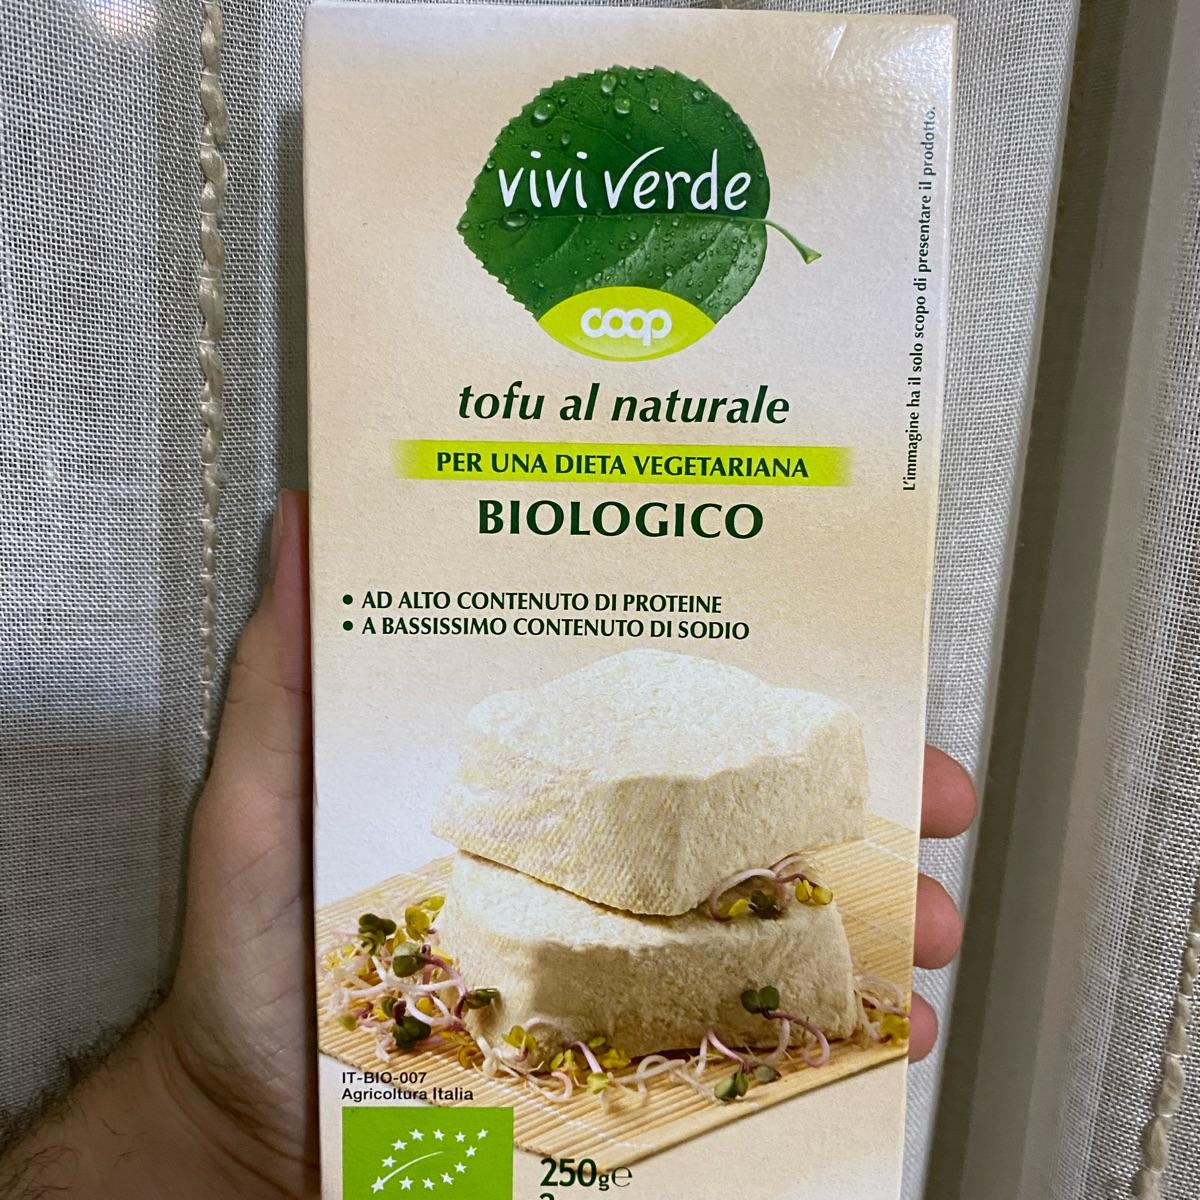 vivi verde
coop
tofu al naturale
PER UNA DIETA VEGETARIANA
BIOLOGICO
• AD ALTO CONTENUTO DI PROTEINE
• A BASSISSIMO CONTENUTO DI SODIO
L'immagine ha il solo scopo di presentare il prodotto.
IT-BIO-007
Agricoltura Italia
250g℮